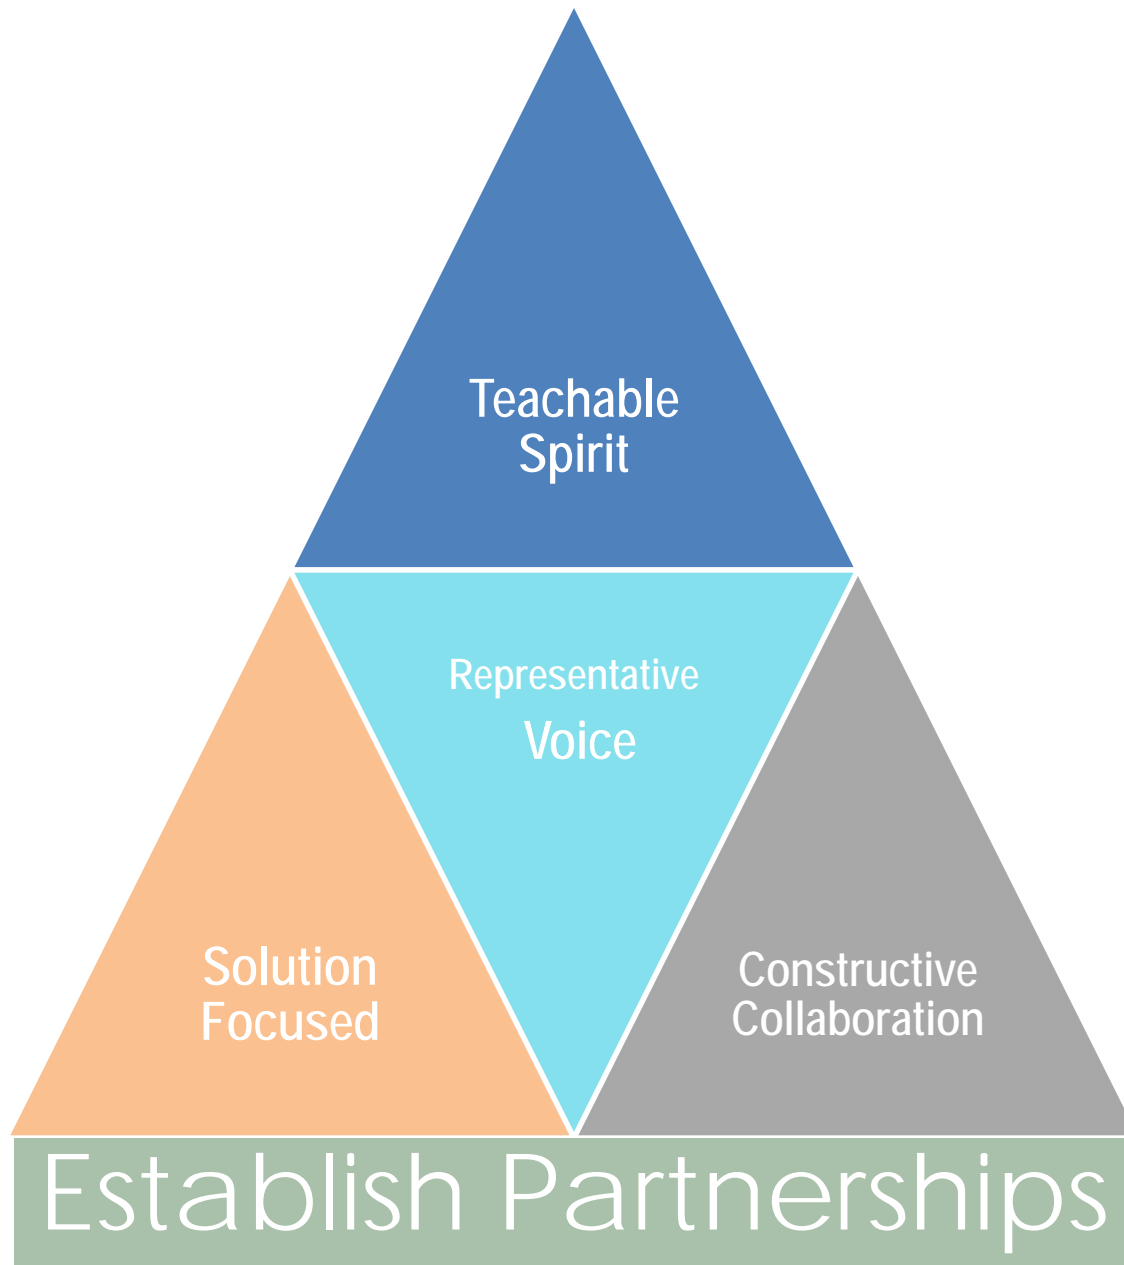 Teachable
Spirit
Representative
Voice
Solution
Focused
Constructive
Collaboration
Establish Partnerships